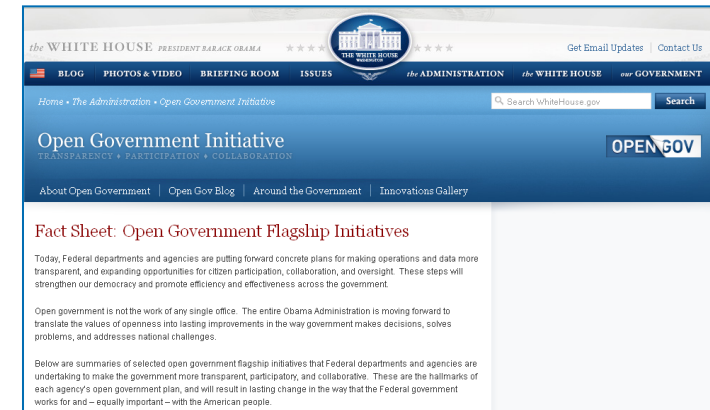 the WHITE HOUSE PRESIDENT BARACK OBAMA
THE WHITE HOUSE
WASHINGTON
Get Email Updates | Contact Us
BLOG PHOTOS & VIDEO BRIEFING ROOM ISSUES the ADMINISTRATION the WHITE HOUSE our GOVERNMENT
Home • The Administration • Open Government Initiative
Search WhiteHouse.gov Search
Open Government Initiative
TRANSPARENCY • PARTICIPATION • COLLABORATION
OPEN GOV
About Open Government | Open Gov Blog | Around the Government | Innovations Gallery
Fact Sheet: Open Government Flagship Initiatives
Today, Federal departments and agencies are putting forward concrete plans for making operations and data more
transparent, and expanding opportunities for citizen participation, collaboration, and oversight. These steps will
strengthen our democracy and promote efficiency and effectiveness across the government.
Open government is not the work of any single office. The entire Obama Administration is moving forward to
translate the values of openness into lasting improvements in the way government makes decisions, solves
problems, and addresses national challenges.
Below are summaries of selected open government flagship initiatives that Federal departments and agencies are
undertaking to make the government more transparent, participatory, and collaborative. These are the hallmarks of
each agency's open government plan, and will result in lasting change in the way that the Federal government
works for and – equally important – with the American people.